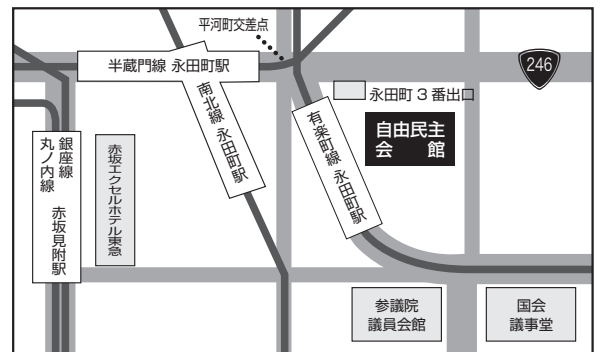 平河町交差点
半蔵門線 永田町駅
246
永田町 3 番出口
南北線 永田町駅
有楽町線 永田町駅
自由民主
会 館
銀座線
丸ノ内線 赤坂見附駅
赤坂エクセルホテル東急
参議院
議員会館
国会
議事堂